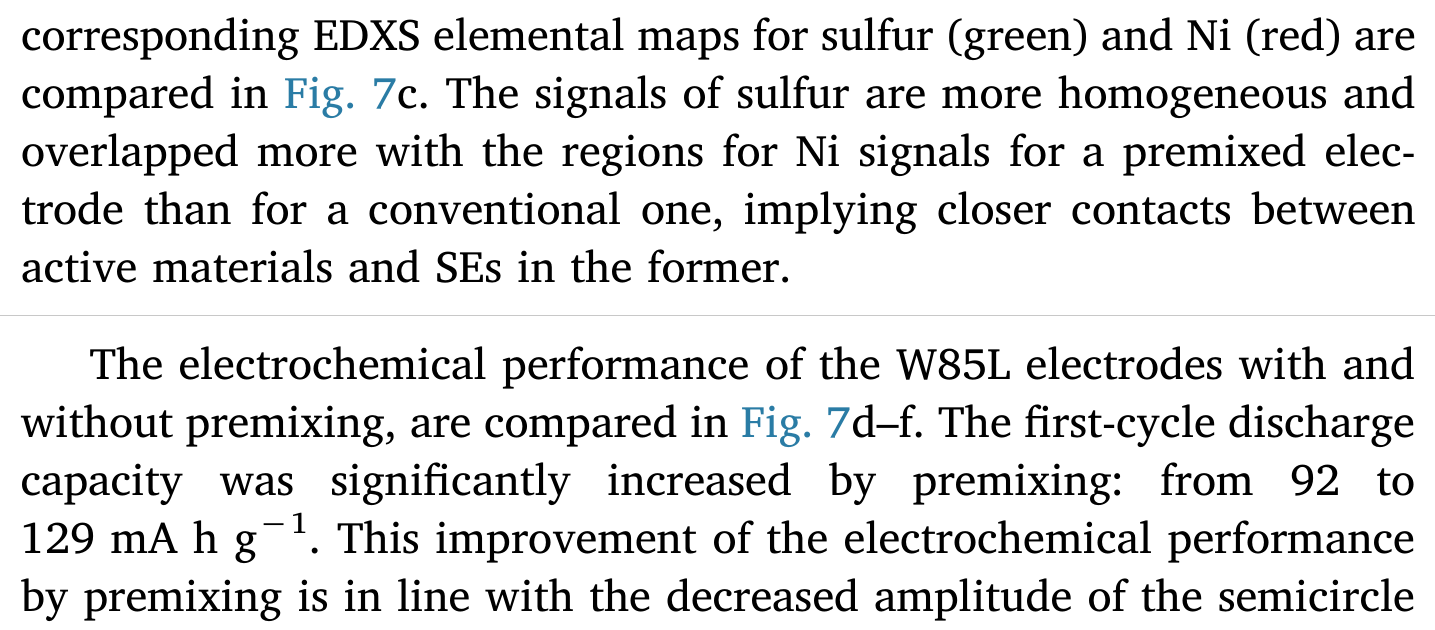 corresponding EDXS elemental maps for sulfur (green) and Ni (red) are
compared in Fig. 7c. The signals of sulfur are more homogeneous and
overlapped more with the regions for Ni signals for a premixed elec-
trode than for a conventional one, implying closer contacts between
active materials and SEs in the former.
The electrochemical performance of the W85L electrodes with and
without premixing, are compared in Fig. 7d–f. The first-cycle discharge
capacity was significantly increased by premixing: from 92 to
129 mA h g⁻¹. This improvement of the electrochemical performance
by premixing is in line with the decreased amplitude of the semicircle